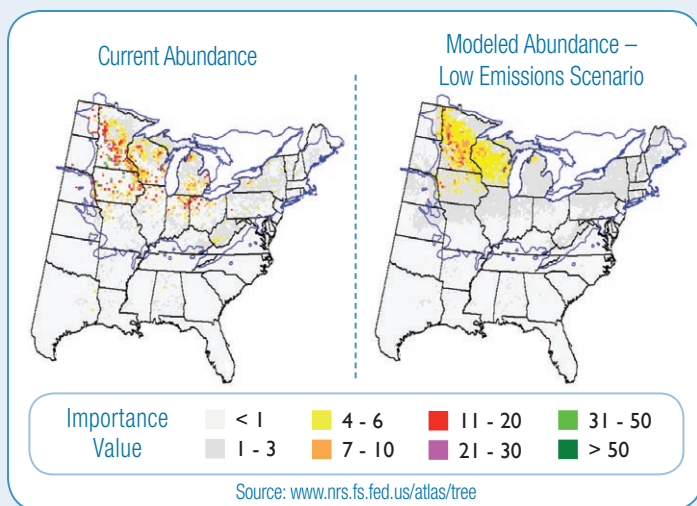 Current Abundance
Modeled Abundance –
Low Emissions Scenario
Importance
Value
< 1
4 - 6
11 - 20
31 - 50
1 - 3
7 - 10
21 - 30
> 50
Source: www.nrs.fs.fed.us/atlas/tree